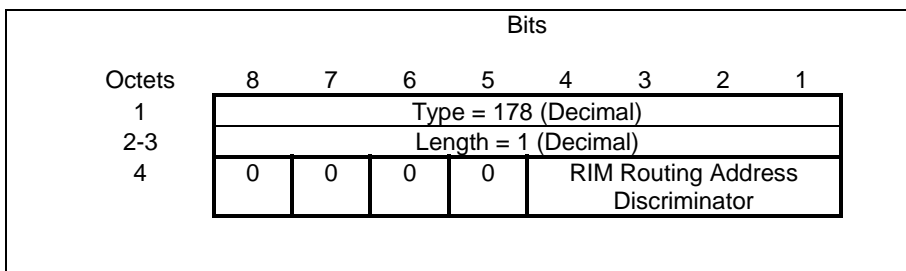 Bits
Octets 8 7 6 5 4 3 2 1
1 Type = 178 (Decimal)
2-3 Length = 1 (Decimal)
4 0 0 0 0 RIM Routing Address
Discriminator